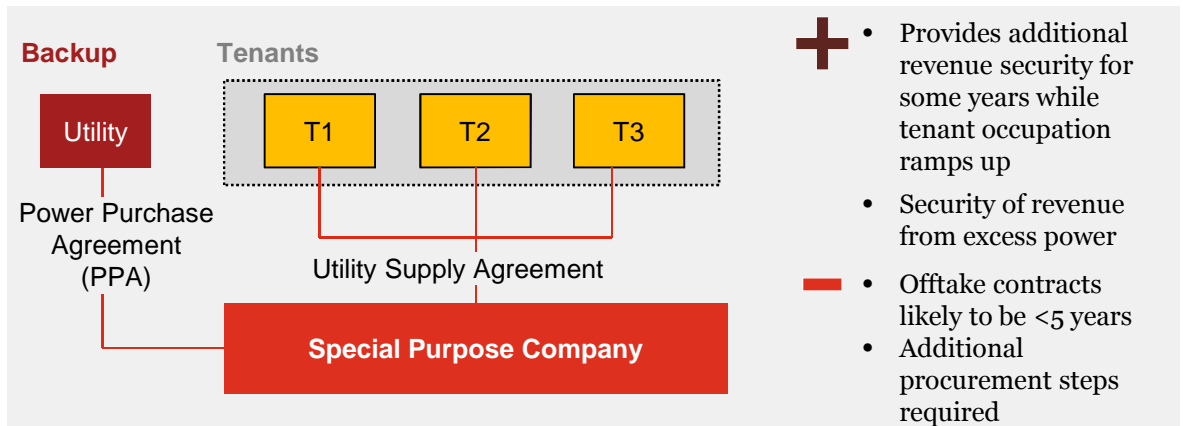 Backup
Tenants
Utility
T1
T2
T3
Power Purchase
Agreement
(PPA)
Utility Supply Agreement
Special Purpose Company
• Provides additional
revenue security for
some years while
tenant occupation
ramps up
• Security of revenue
from excess power
• Offtake contracts
likely to be <5 years
• Additional
procurement steps
required